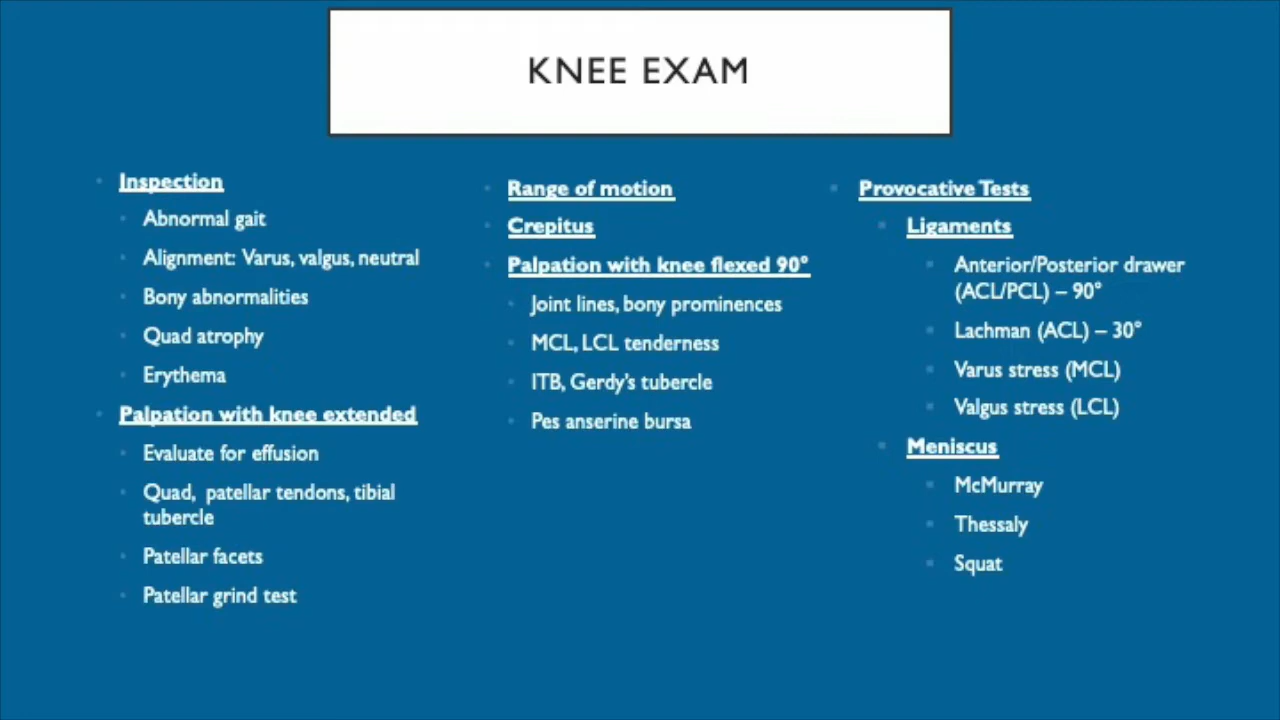 KNEE EXAM
Inspection
Abnormal gait
Alignment: Varus, valgus, neutral
Bony abnormalities
Quad atrophy
Erythema
Palpation with knee extended
Evaluate for effusion
Quad, patellar tendons, tibial
tubercle
Patellar facets
Patellar grind test
Range of motion
Crepitus
Palpation with knee flexed 90°
Joint lines, bony prominences
MCL, LCL tenderness
ITB, Gerdy's tubercle
Pes anserine bursa
Provocative Tests
Ligaments
Anterior/Posterior drawer
(ACL/PCL) – 90°
Lachman (ACL) – 30°
Varus stress (MCL)
Valgus stress (LCL)
Meniscus
McMurray
Thessaly
Squat